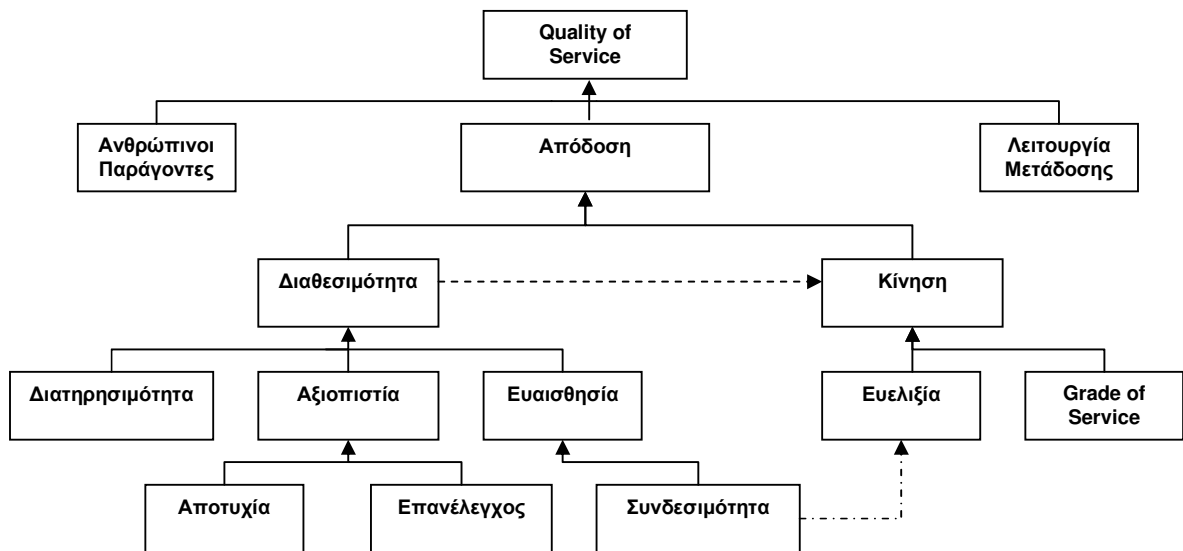 Quality of
Service
Ανθρώπινοι
Παράγοντες
Απόδοση
Λειτουργία
Μετάδοσης
Διαθεσιμότητα
Κίνηση
Διατηρησιμότητα
Αξιοπιστία
Ευαισθησία
Ευελιξία
Grade of
Service
Αποτυχία
Επανέλεγχος
Συνδεσιμότητα